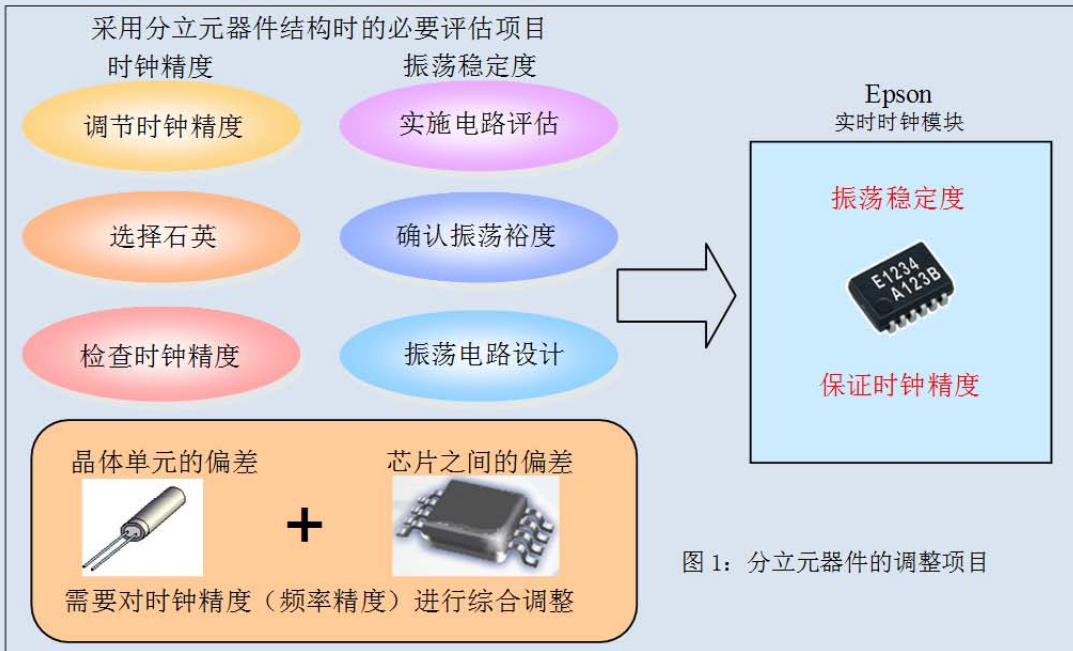 采用分立元器件结构时的必要评估项目
时钟精度
振荡稳定度
调节时钟精度
实施电路评估
选择石英
确认振荡裕度
检查时钟精度
振荡电路设计
晶体单元的偏差
芯片之间的偏差
+
需要对时钟精度（频率精度）进行综合调整
Epson
实时时钟模块
振荡稳定度
E1234
A123B
保证时钟精度
图 1：分立元器件的调整项目